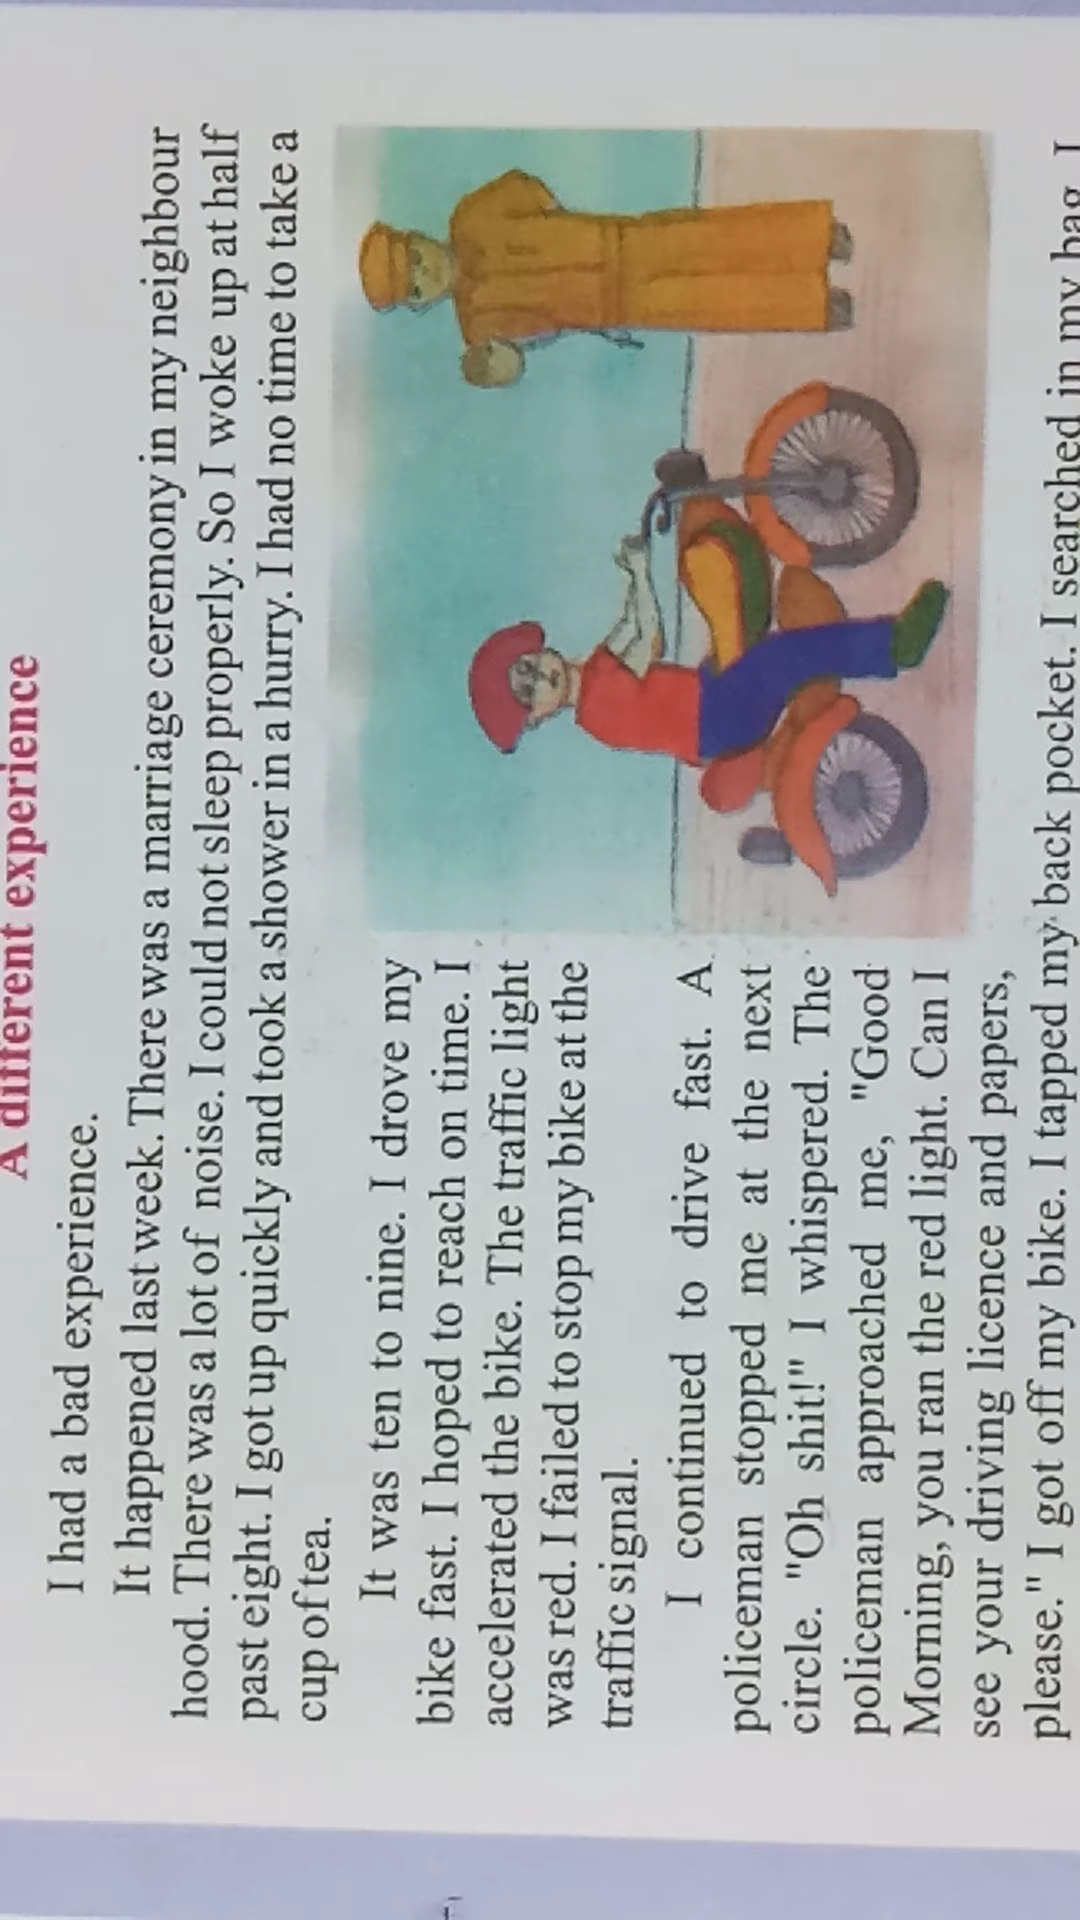 A different experience
I had a bad experience.
It happened last week. There was a marriage ceremony in my neighbour
hood. There was a lot of noise. I could not sleep properly. So I woke up at half
past eight. I got up quickly and took a shower in a hurry. I had no time to take a
cup of tea.
It was ten to nine. I drove my
bike fast. I hoped to reach on time. I
accelerated the bike. The traffic light
was red. I failed to stop my bike at the
traffic signal.
I continued to drive fast. A
policeman stopped me at the next
circle. "Oh shit!" I whispered. The
policeman approached me, "Good
Morning, you ran the red light. Can I
see your driving licence and papers,
please." I got off my bike. I tapped my back pocket. I searched in my bag. I